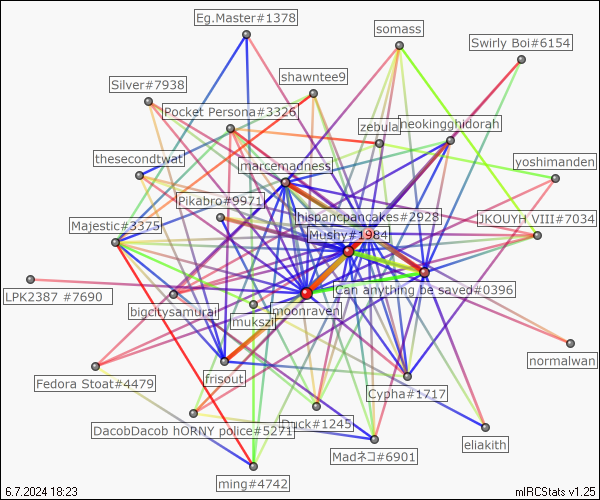 Eg.Master#1378
somass
Swirly Boi#6154
shawntee9
Silver#7938
Pocket Persona#3326
zebula
neokingghidorah
thesecondtwat
marcemadness
yoshimanden
Pikabro#9971
hispancpancakes#2928
JKOUYH VIII#7034
Majestic#3375
Mushy#1984
Can anything be saved#0396
LPK2387 #7690
bigcitysamurai
moonraven
mukszi
normalwan
Fedora Stoat#4479
frisout
Cypha#1717
DacobDacob hORNY police#5271
Duck#1245
eliakith
Madネコ#6901
ming#4742
6.7.2024 18:23
mIRCStats v1.25